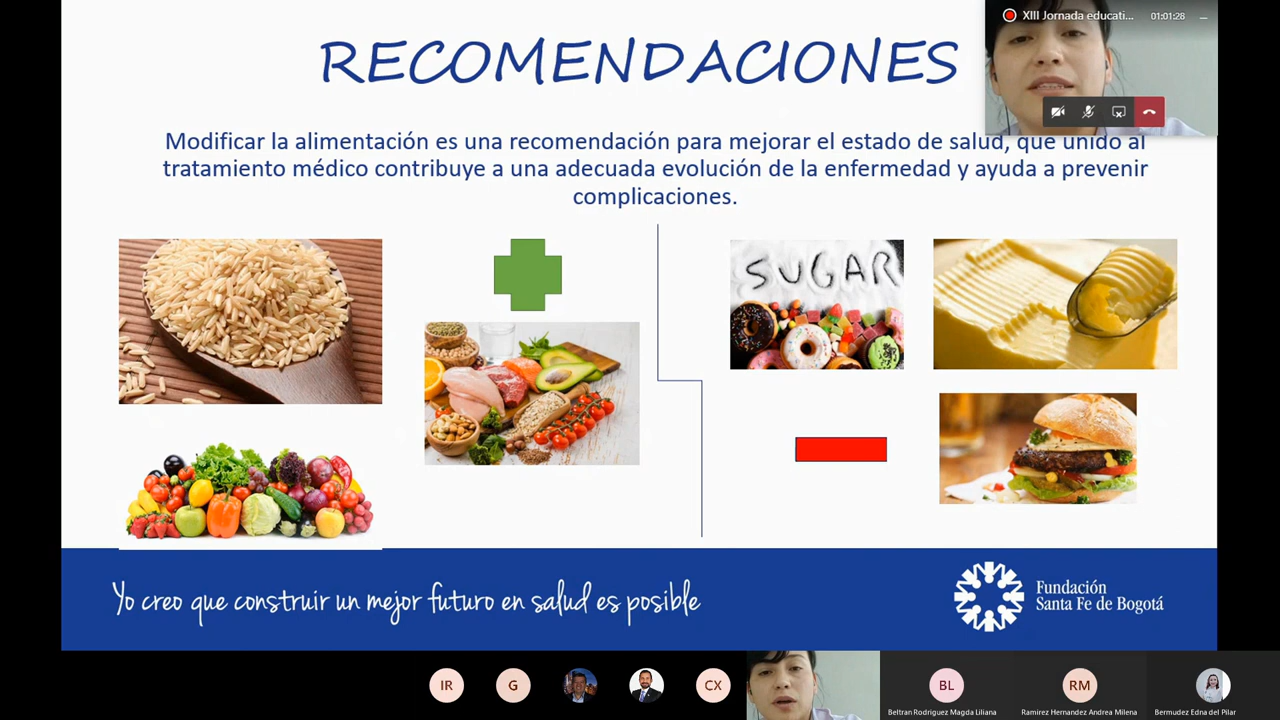 XIII Jornada educati...
01:01:28
RECOMENDACIONES
Modificar la alimentación es una recomendación para mejorar el estado de salud, que unido al
tratamiento médico contribuye a una adecuada evolución de la enfermedad y ayuda a prevenir
complicaciones.
SUGAR
Yo creo que construir un mejor futuro en salud es posible
Fundación
Santa Fe de Bogotá
IR
G
CX
BL
RM
Beltran Rodriguez Magda Liliana
Ramirez Hernandez Andrea Milena
Bermudez Edna del Pilar